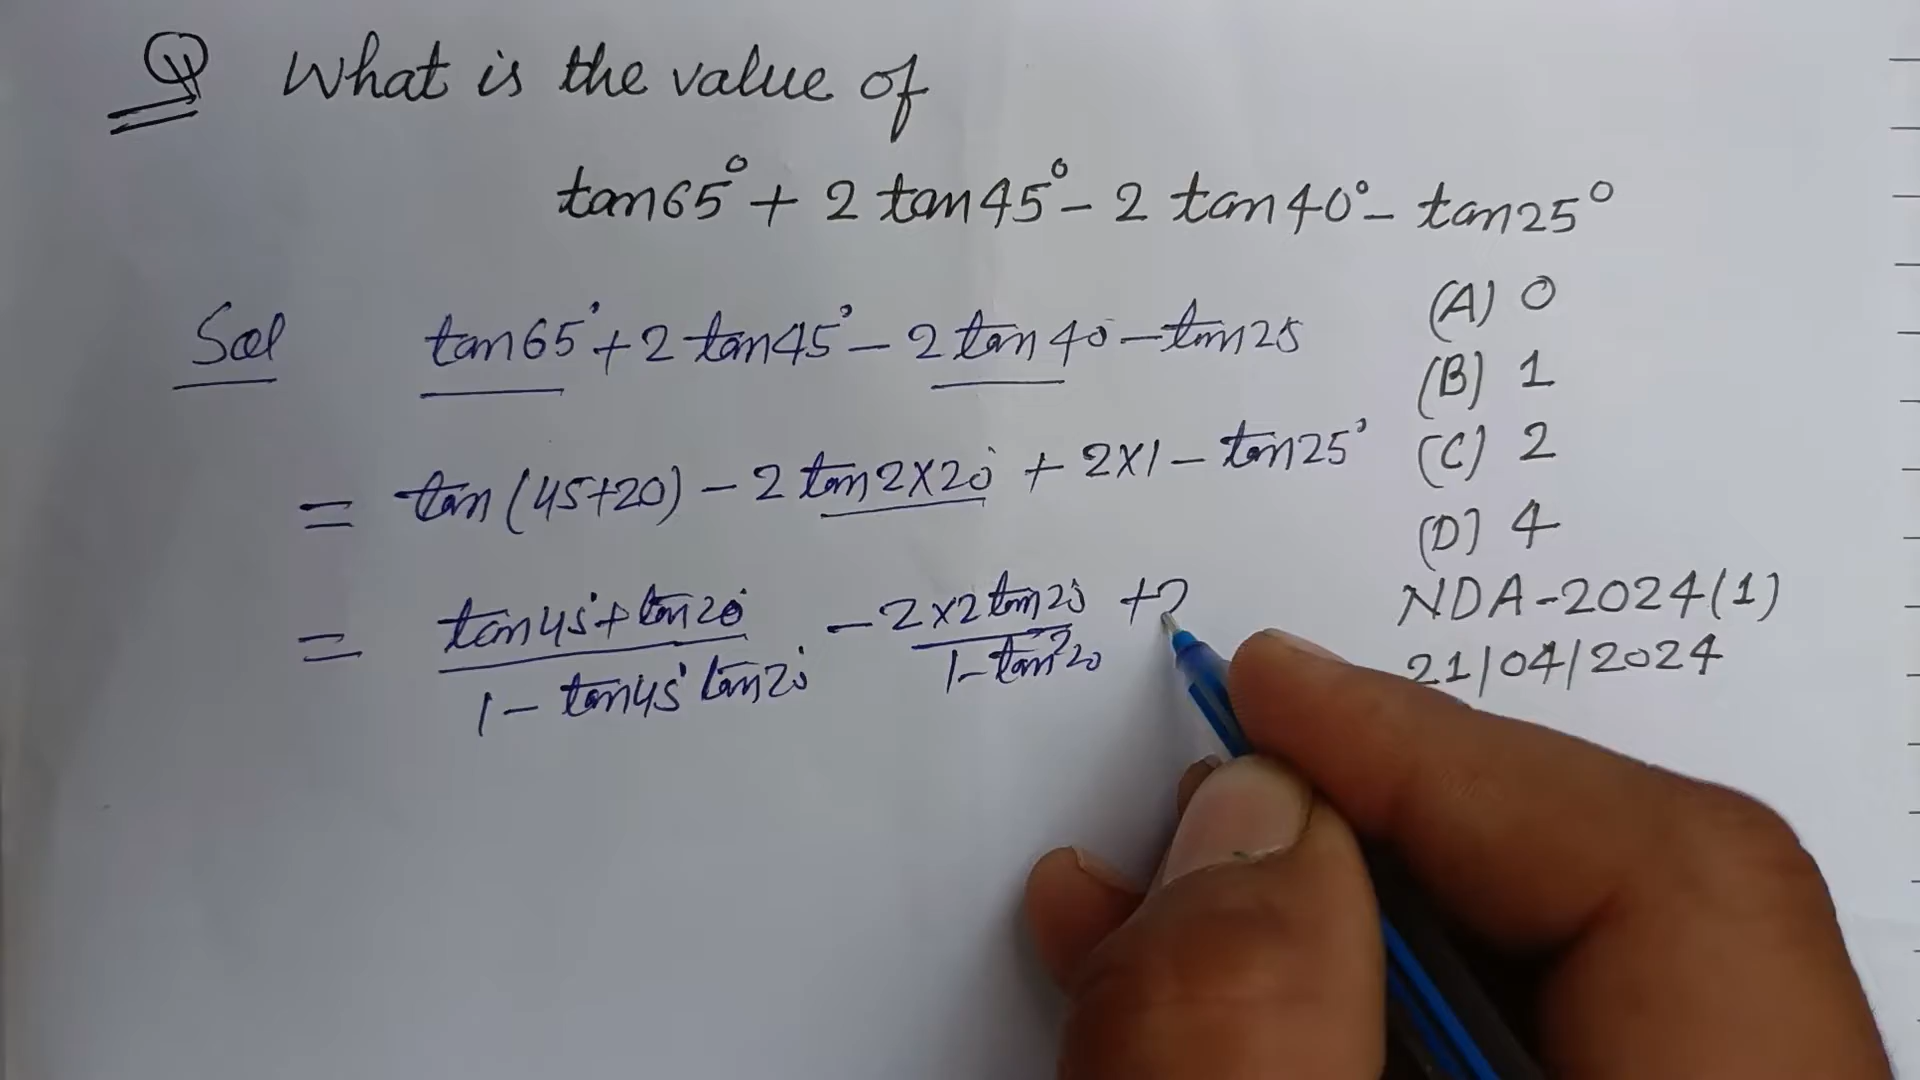 Q What is the value of
tan65° + 2 tan45° - 2 tan40° - tan25°
(A) 0
Sol tan65° + 2 tan45° - 2 tan40 - tan25
(B) 1
= tan(45+20) - 2 tan2×20° + 2×1 - tan25°
(C) 2
(D) 4
= (tan45° + tan20°)/(1 - tan45° tan20°) - (2×2 tan20°)/(1 - tan²20) + 2
NDA-2024(1)
21/04/2024